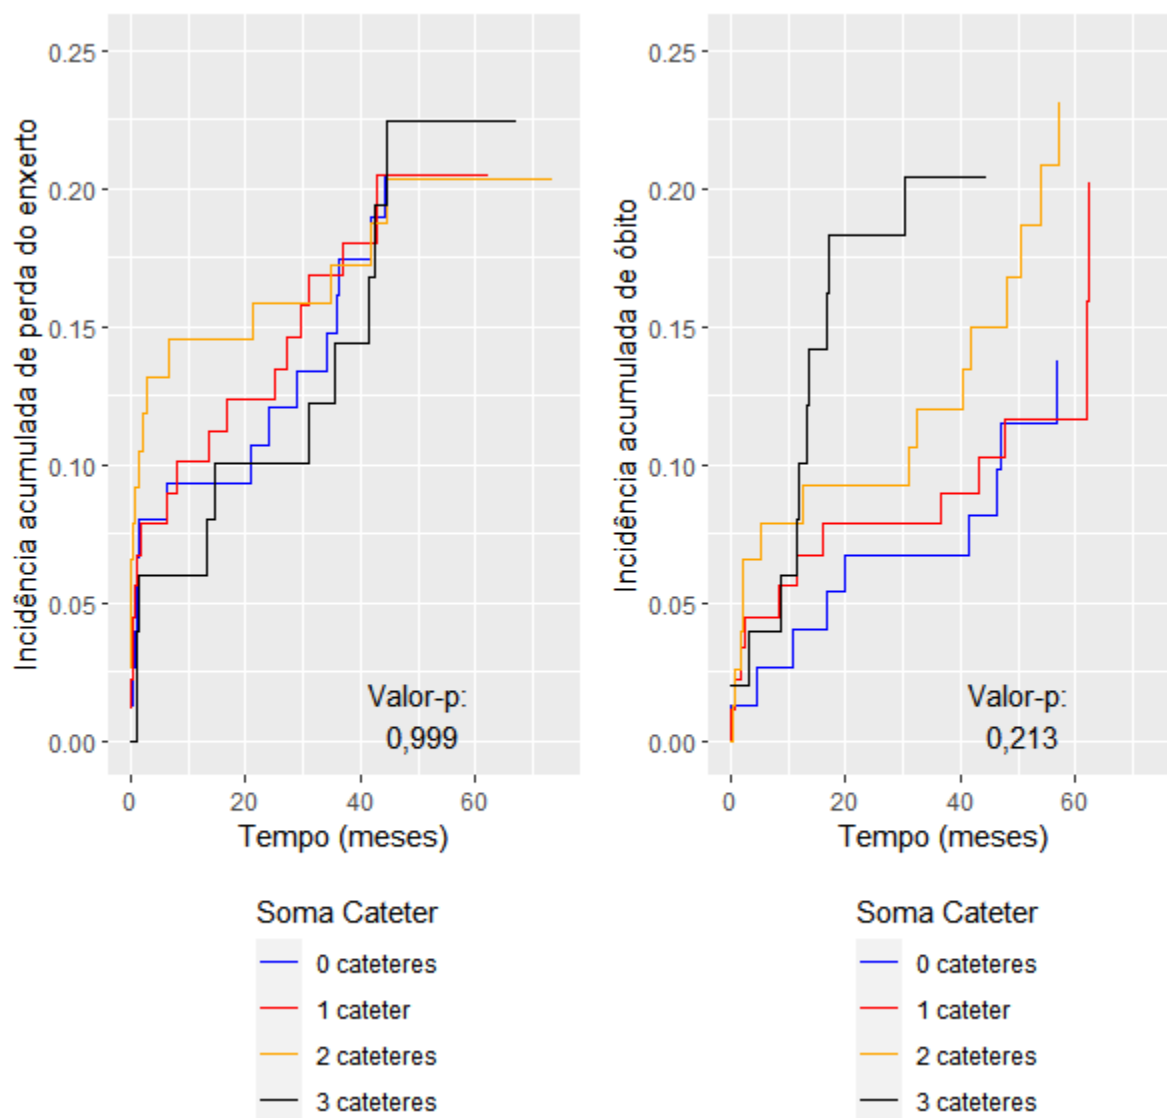 Incidência acumulada de perda do enxerto
0.25
0.20
0.15
0.10
0.05
0.00
Valor-p:
0,999
0
20
40
60
Tempo (meses)
Soma Cateter
0 cateteres
1 cateter
2 cateteres
3 cateteres
Incidência acumulada de óbito
0.25
0.20
0.15
0.10
0.05
0.00
Valor-p:
0,213
0
20
40
60
Tempo (meses)
Soma Cateter
0 cateteres
1 cateter
2 cateteres
3 cateteres